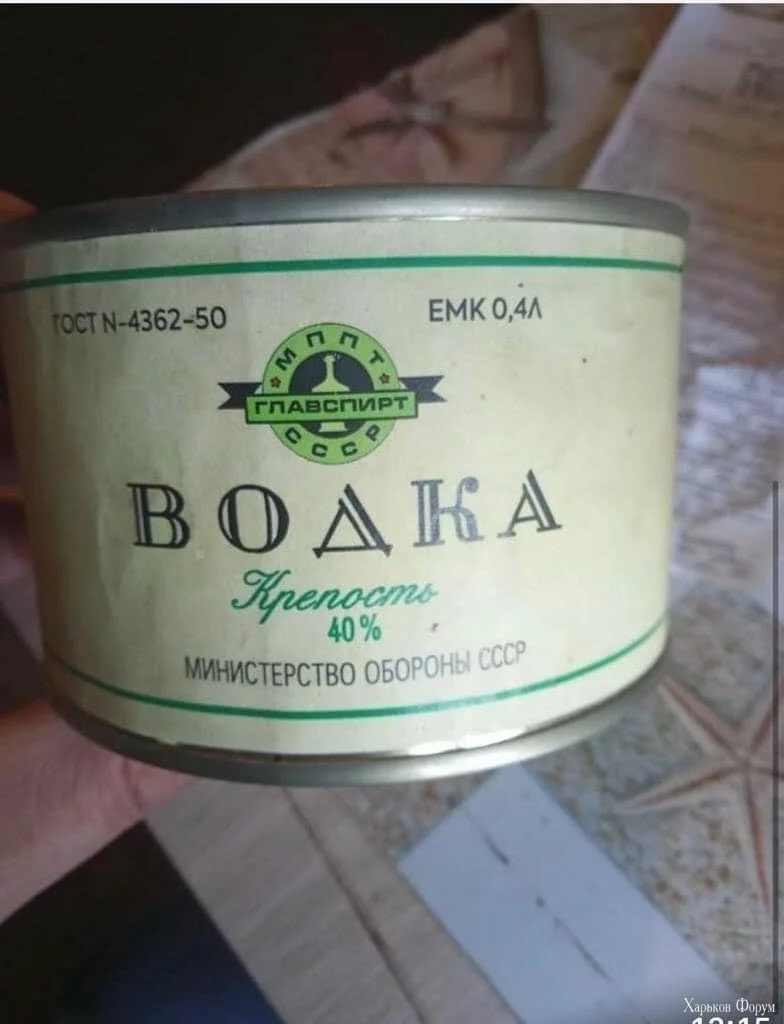 ГОСТ N-4362-50
ЕМК 0,4Л
МППТ
ГЛАВСПИРТ
СССР
ВОДКА
Крепость
40%
МИНИСТЕРСТВО ОБОРОНЫ СССР
Харьков Форум